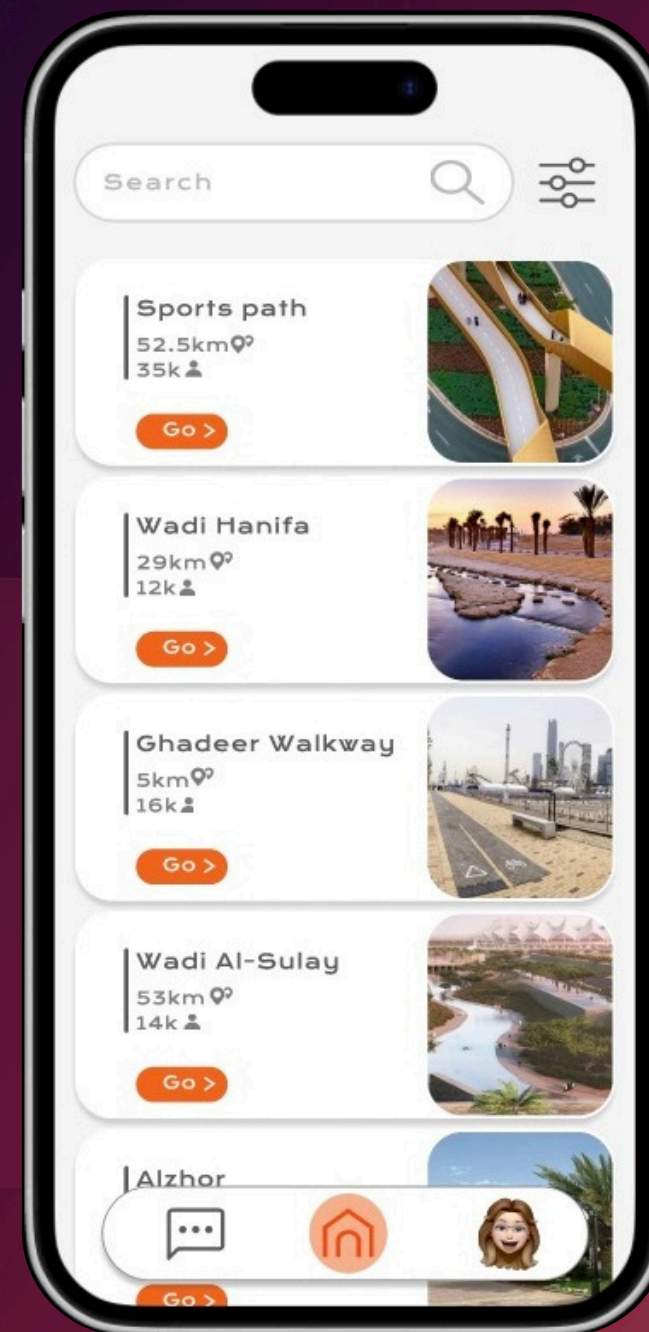 Search
Sports path
52.5km
35k
Go >
Wadi Hanifa
29km
12k
Go >
Ghadeer Walkway
5km
16k
Go >
Wadi Al-Sulay
53km
14k
Go >
Alzhor
Go >